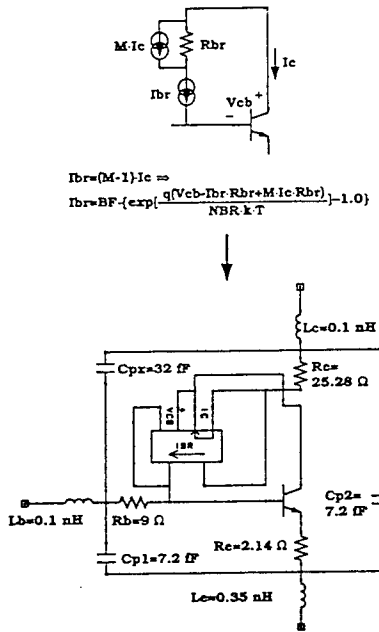 M·Ic
Rbr
Ic
Ibr
Vcb
+
−
Ibr=(M-1)·Ic ⇒
Ibr=BF·{exp[q(Vcb-Ibr·Rbr+M·Ic·Rbr)/NBR·k·T]-1.0}
Lc=0.1 nH
Cpx=32 fF
Rc=
25.28 Ω
VCB
+
IC
IBR
Lb=0.1 nH
Rb=9 Ω
Cp2=
7.2 fF
Cp1=7.2 fF
Re=2.14 Ω
Le=0.35 nH